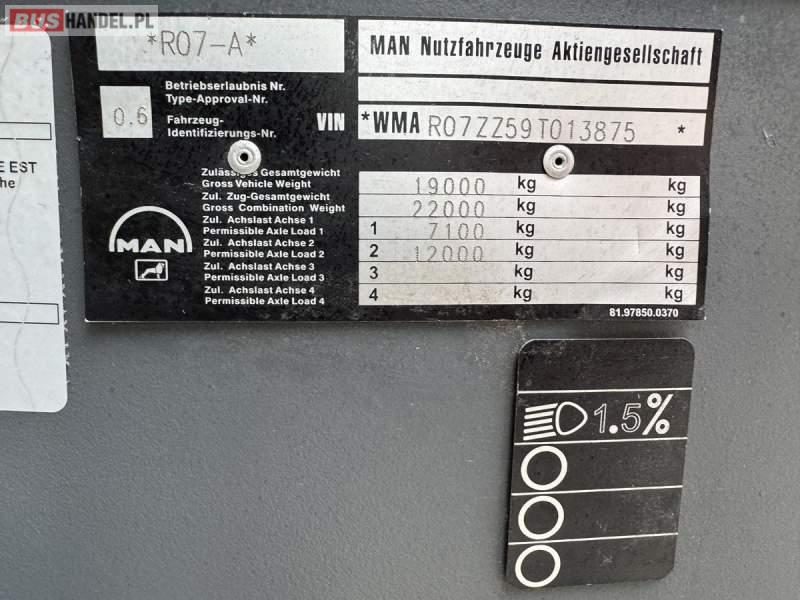 BUSHANDEL.PL
*R07-A*
MAN Nutzfahrzeuge Aktiengesellschaft
Betriebserlaubnis Nr.
Type-Approval-Nr.
0.6
Fahrzeug-
Identifizierungs-Nr.
VIN
*WMA R07ZZ59T013875 *
Zulässiges Gesamtgewicht
Gross Vehicle Weight
19000 kg kg
Zul. Zug-Gesamtgewicht
Gross Combination Weight
22000 kg kg
Zul. Achslast Achse 1
Permissible Axle Load 1
1 7100 kg kg
Zul. Achslast Achse 2
Permissible Axle Load 2
2 12000 kg kg
Zul. Achslast Achse 3
Permissible Axle Load 3
3 kg kg
Zul. Achslast Achse 4
Permissible Axle Load 4
4 kg kg
MAN
81.97850.0370
E EST
che
1.5%